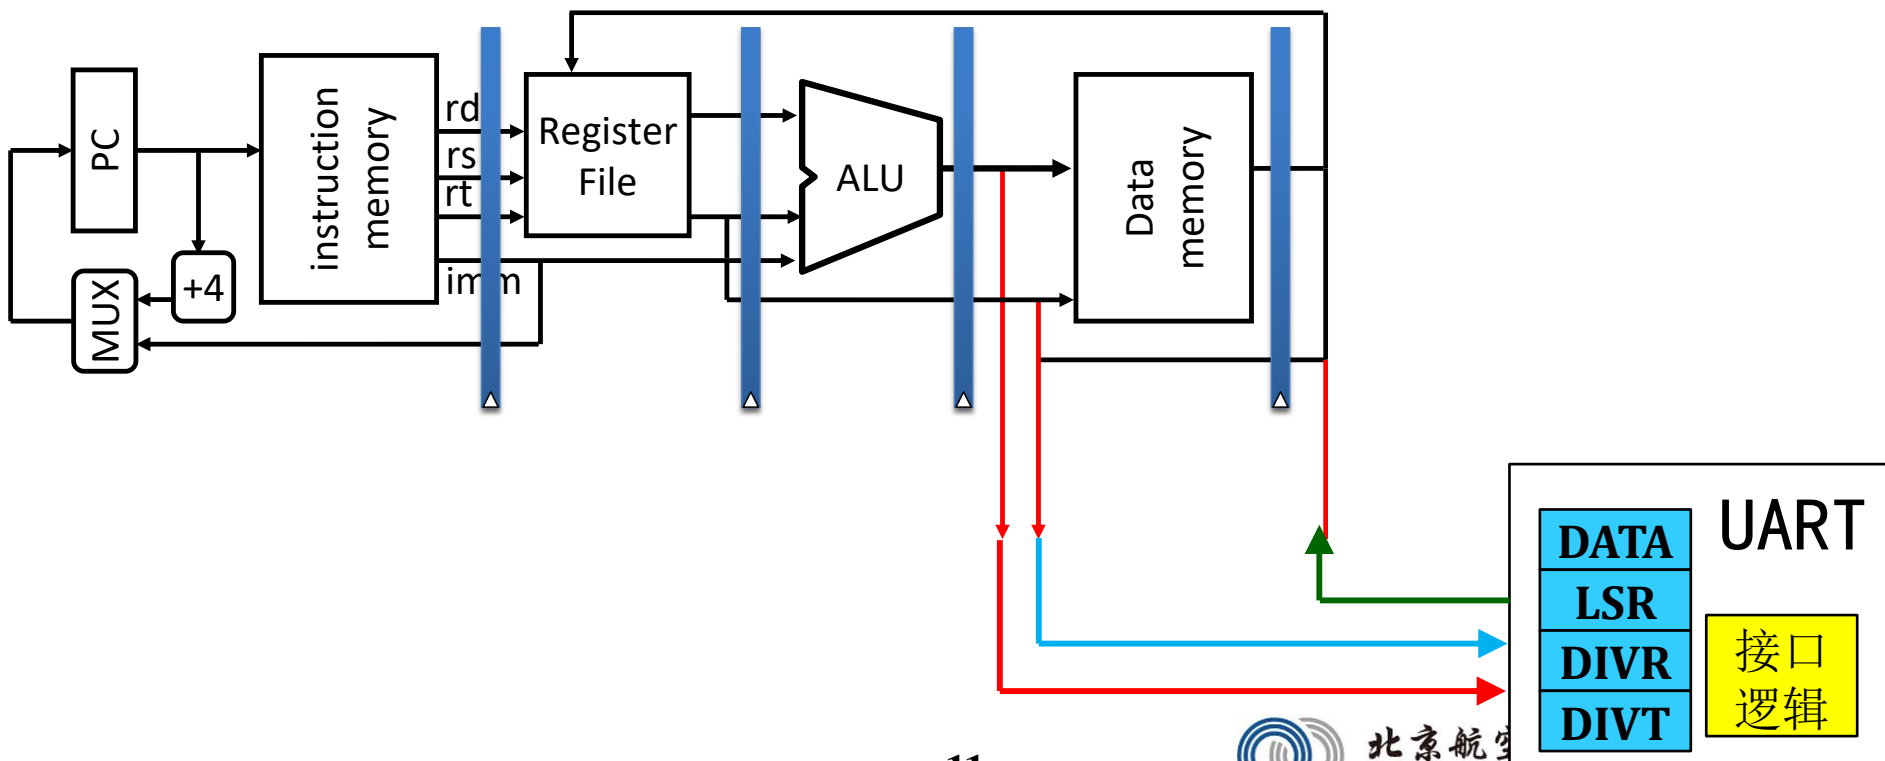 PC
+4
MUX
instruction
memory
rd
rs
rt
imm
Register
File
ALU
Data
memory
UART
DATA
LSR
DIVR
DIVT
接口
逻辑
北京航空